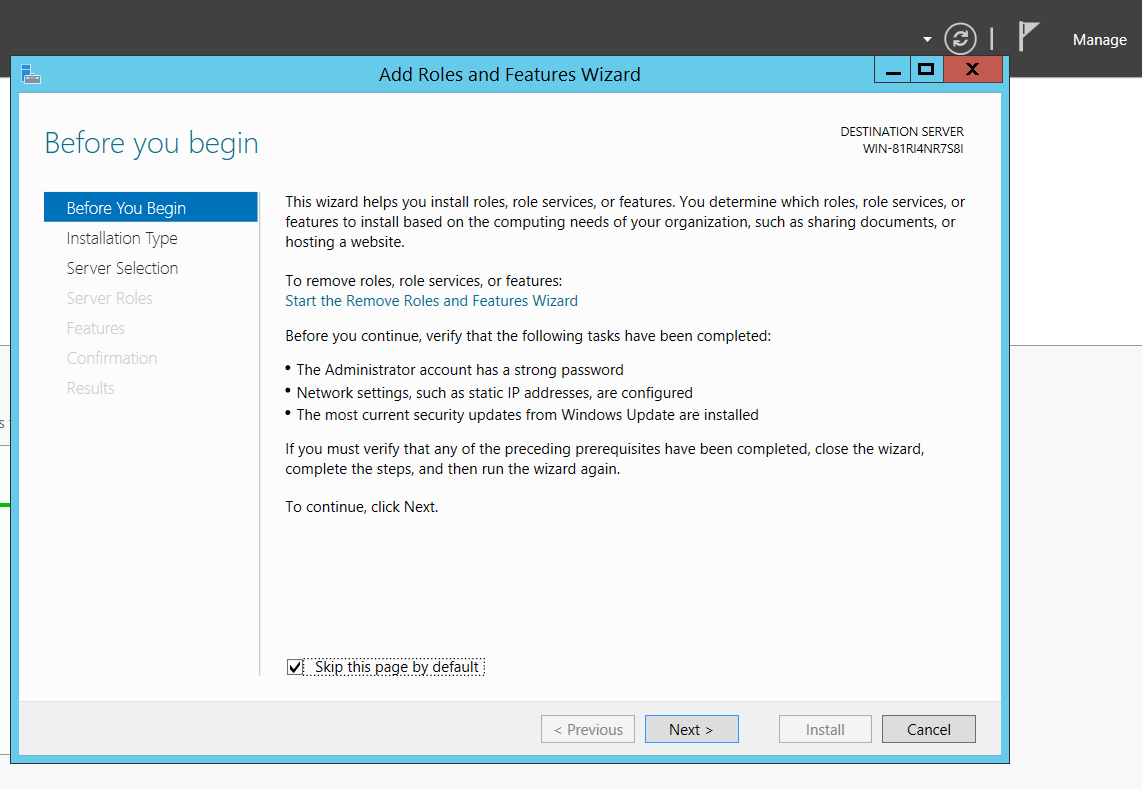 Manage
Add Roles and Features Wizard
Before you begin
DESTINATION SERVER
WIN-81RI4NR7S8I
Before You Begin
Installation Type
Server Selection
Server Roles
Features
Confirmation
Results
This wizard helps you install roles, role services, or features. You determine which roles, role services, or
features to install based on the computing needs of your organization, such as sharing documents, or
hosting a website.
To remove roles, role services, or features:
Start the Remove Roles and Features Wizard
Before you continue, verify that the following tasks have been completed:
• The Administrator account has a strong password
• Network settings, such as static IP addresses, are configured
• The most current security updates from Windows Update are installed
If you must verify that any of the preceding prerequisites have been completed, close the wizard,
complete the steps, and then run the wizard again.
To continue, click Next.
Skip this page by default
< Previous
Next >
Install
Cancel